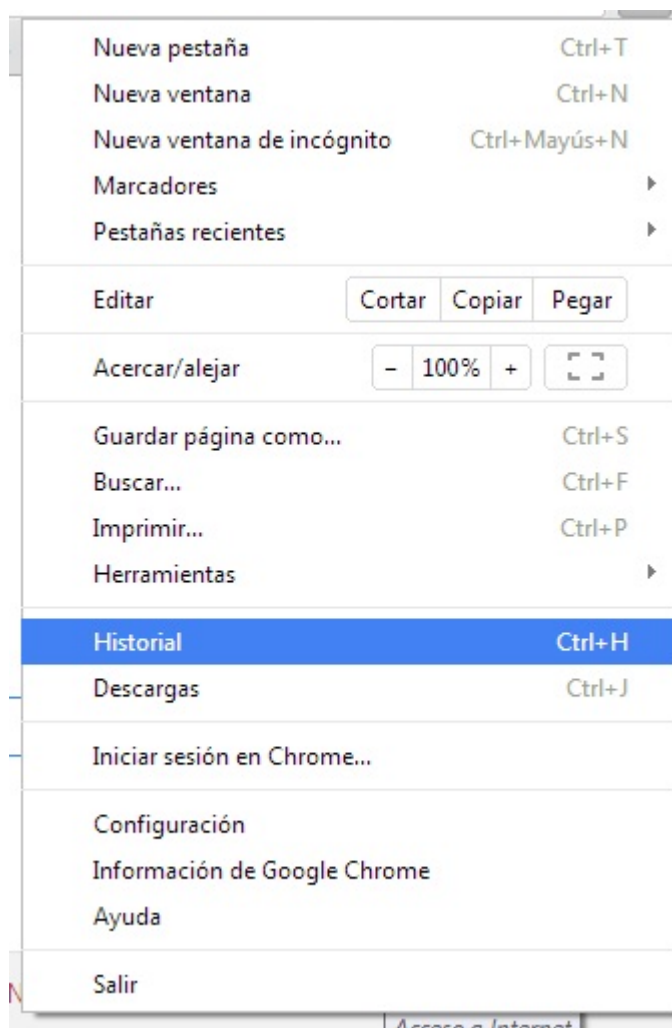 Nueva pestaña Ctrl+T
Nueva ventana Ctrl+N
Nueva ventana de incógnito Ctrl+Mayús+N
Marcadores
Pestañas recientes
Editar Cortar Copiar Pegar
Acercar/alejar - 100% +
Guardar página como... Ctrl+S
Buscar... Ctrl+F
Imprimir... Ctrl+P
Herramientas
Historial Ctrl+H
Descargas Ctrl+J
Iniciar sesión en Chrome...
Configuración
Información de Google Chrome
Ayuda
Salir
N
Acceso a Internet